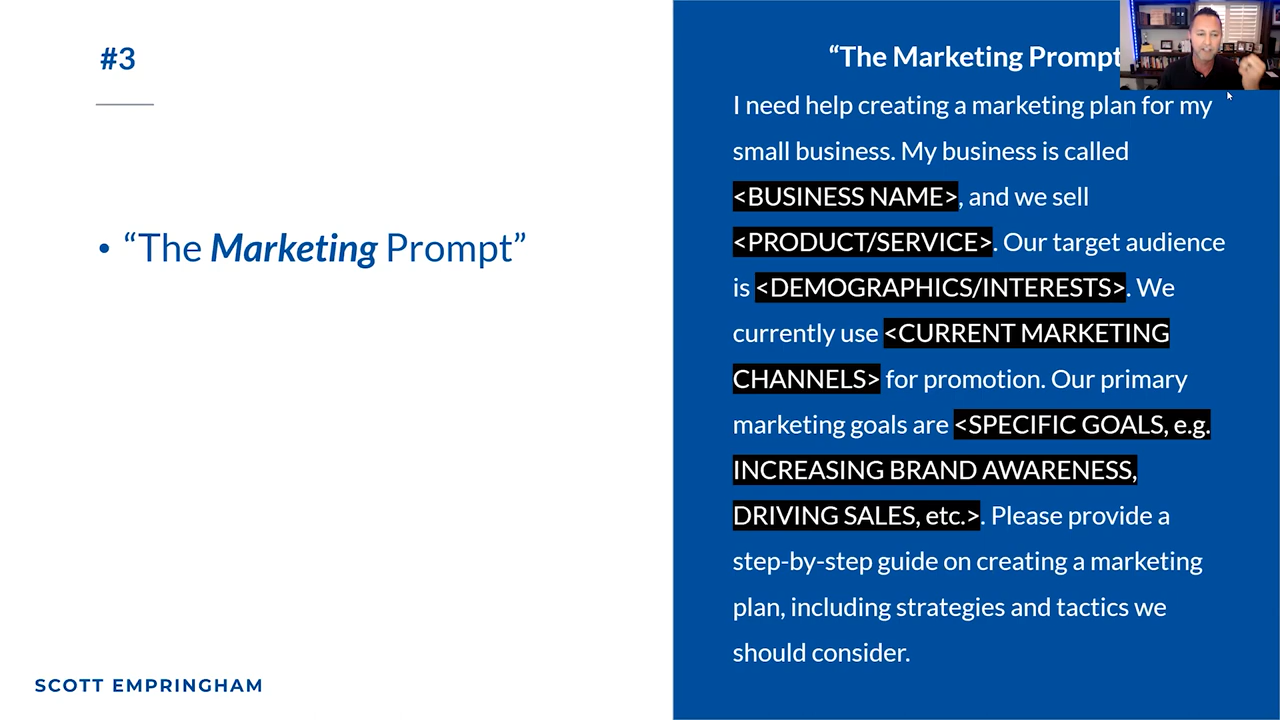 #3
• “The Marketing Prompt”
SCOTT EMPRINGHAM
“The Marketing Prompt
I need help creating a marketing plan for my
small business. My business is called
<BUSINESS NAME>, and we sell
<PRODUCT/SERVICE>. Our target audience
is <DEMOGRAPHICS/INTERESTS>. We
currently use <CURRENT MARKETING
CHANNELS> for promotion. Our primary
marketing goals are <SPECIFIC GOALS, e.g.
INCREASING BRAND AWARENESS,
DRIVING SALES, etc.>. Please provide a
step-by-step guide on creating a marketing
plan, including strategies and tactics we
should consider.